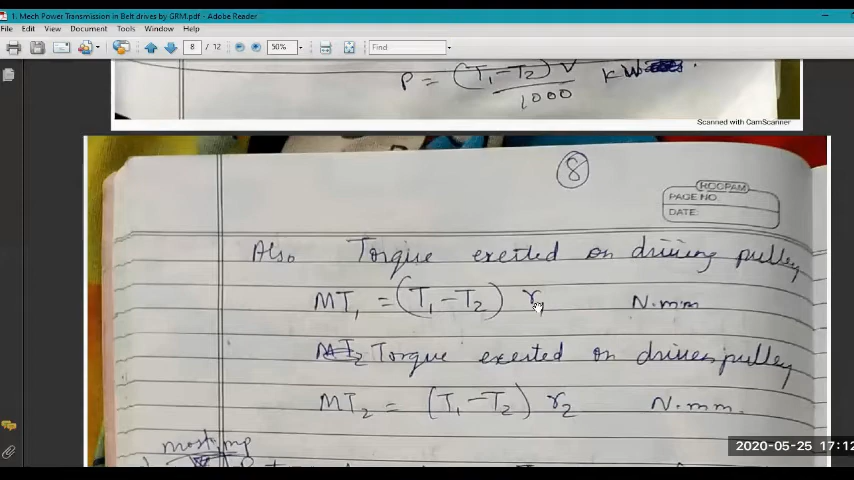 1. Mech Power Transmission in Belt drives by GRM.pdf - Adobe Reader
File Edit View Document Tools Window Help
8 / 12 50% Find
P = (T1-T2) V / 1000 KW
Scanned with CamScanner
8
ROOPAM
PAGE NO.
DATE:
Also Torque exerted on driving pulley
MT1 = (T1-T2) r1 N.mm
MT2 Torque exerted on driven pulley
MT2 = (T1-T2) r2 N.mm.
most imp
2020-05-25 17:12